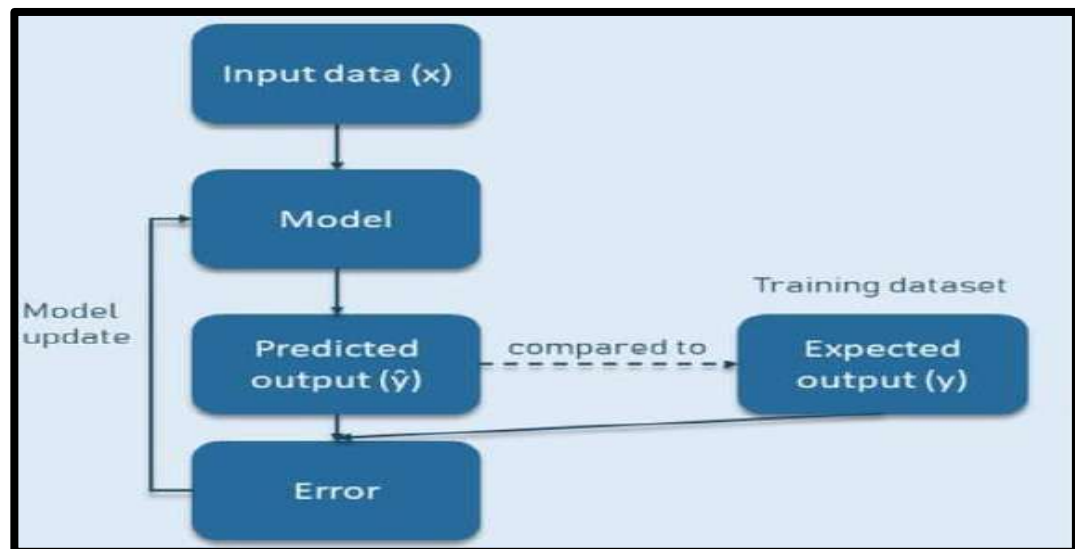 Input data (x)
Model
Model
update
Training dataset
Predicted
output (ŷ)
compared to
Expected
output (y)
Error